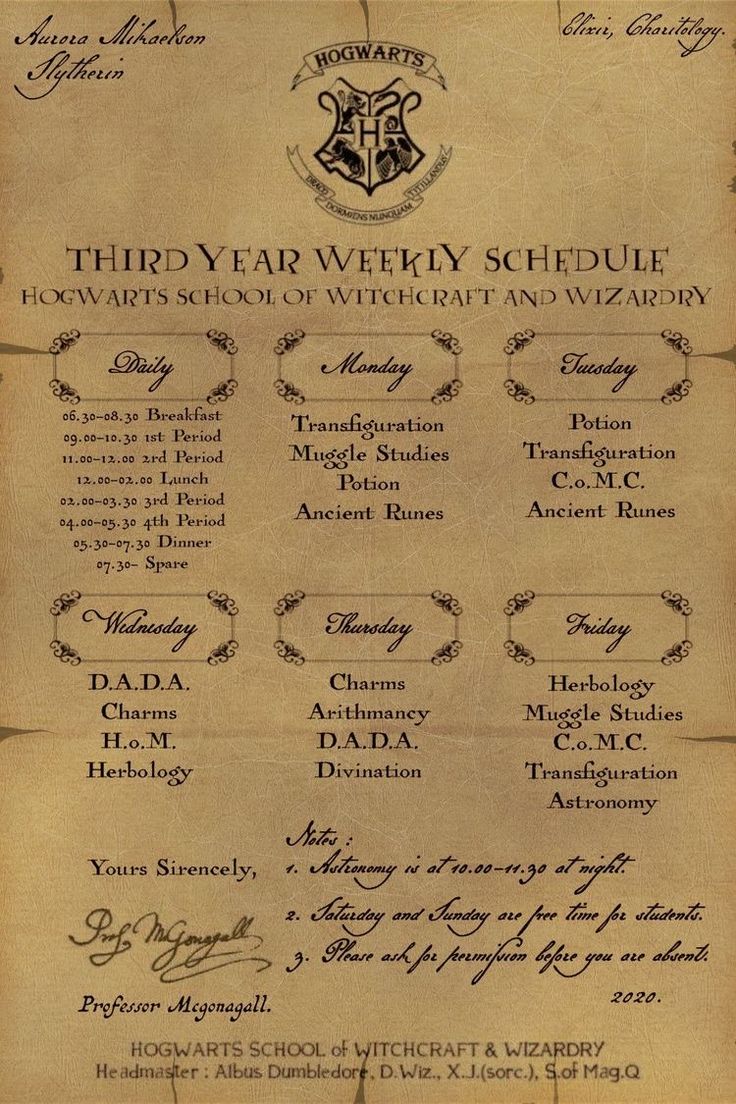 Aurora Mikaelson
Slytherin
Elixir, Charitology.
HOGWARTS
H
DRACO DORMIENS NUNQUAM TITILLANDUS
THIRD YEAR WEEKLY SCHEDULE
HOGWARTS SCHOOL OF WITCHCRAFT AND WIZARDRY
Daily
06.30-08.30 Breakfast
09.00-10.30 1st Period
11.00-12.00 2rd Period
12.00-02.00 Lunch
02.00-03.30 3rd Period
04.00-05.30 4th Period
05.30-07.30 Dinner
07.30- Spare
Monday
Transfiguration
Muggle Studies
Potion
Ancient Runes
Tuesday
Potion
Transfiguration
C.o.M.C.
Ancient Runes
Wednesday
D.A.D.A.
Charms
H.o.M.
Herbology
Thursday
Charms
Arithmancy
D.A.D.A.
Divination
Friday
Herbology
Muggle Studies
C.o.M.C.
Transfiguration
Astronomy
Yours Sirencely,
Prof. McGonagall
Professor Mcgonagall.
Notes :
1. Astronomy is at 10.00-11.30 at night.
2. Saturday and Sunday are free time for students.
3. Please ask for permission before you are absent.
2020.
HOGWARTS SCHOOL of WITCHCRAFT & WIZARDRY
Headmaster : Albus Dumbledore, D.Wiz., X.J.(sorc.), S.of Mag.Q